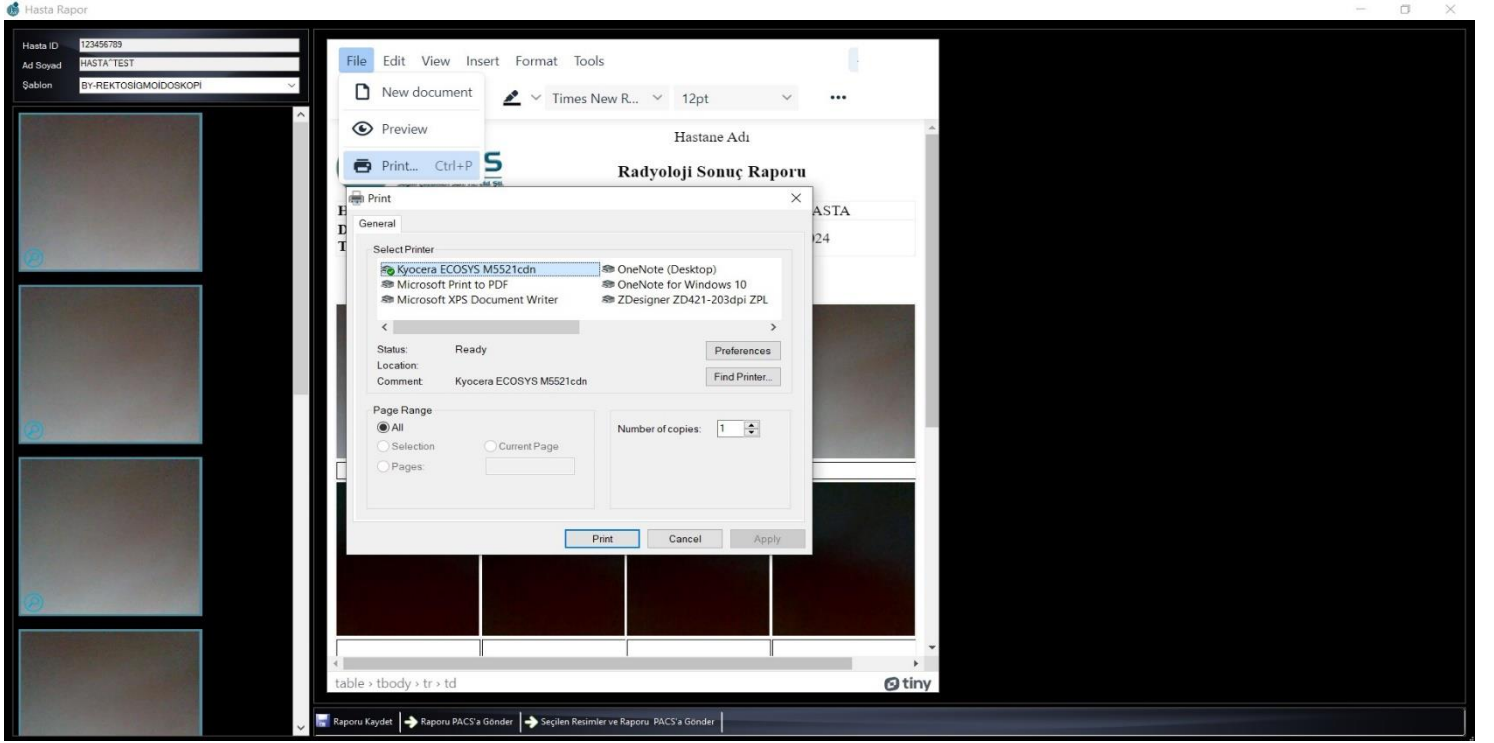 Hasta Rapor
Hasta ID 123456789
Ad Soyad HASTA^TEST
Şablon BY-REKTOSİGMOİDOSKOPİ
File Edit View Insert Format Tools
New document
Times New R... 12pt
Preview
Print... Ctrl+P
Hastane Adı
Radyoloji Sonuç Raporu
ASTA
24
Print
General
Select Printer
Kyocera ECOSYS M5521cdn
Microsoft Print to PDF
Microsoft XPS Document Writer
OneNote (Desktop)
OneNote for Windows 10
ZDesigner ZD421-203dpi ZPL
Status: Ready
Location:
Comment: Kyocera ECOSYS M5521cdn
Preferences
Find Printer...
Page Range
All
Selection
Current Page
Pages:
Number of copies: 1
Print Cancel Apply
table › tbody › tr › td
tiny
Raporu Kaydet Raporu PACS'a Gönder Seçilen Resimler ve Raporu PACS'a Gönder